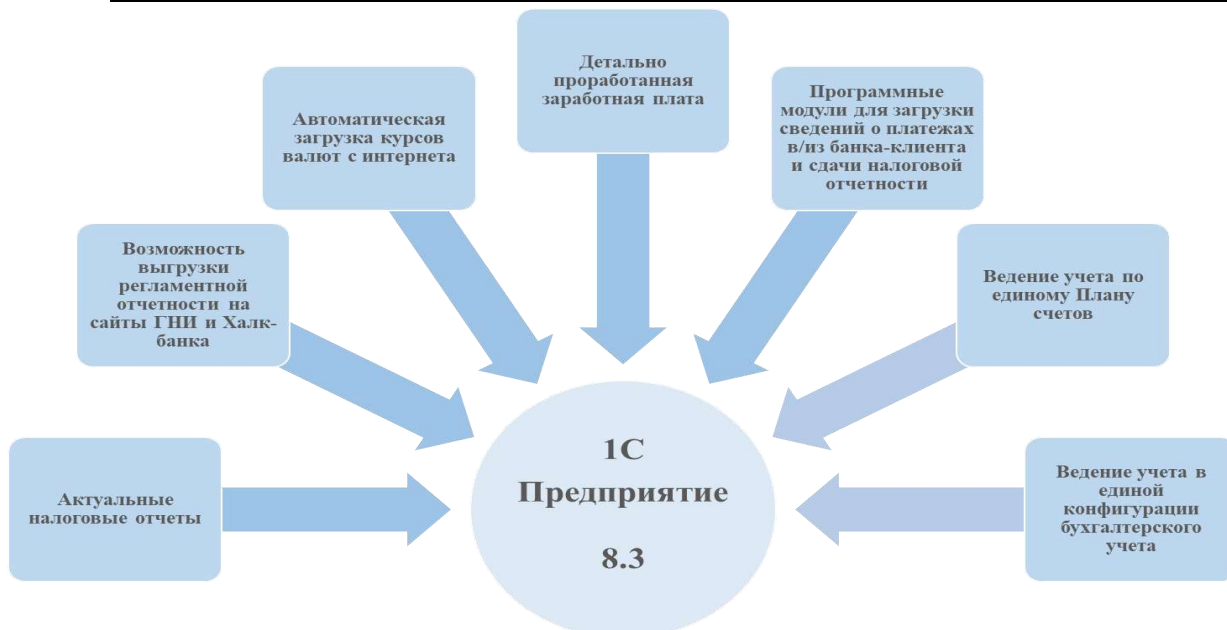 Детально
проработанная
заработная плата
Автоматическая
загрузка курсов
валют с интернета
Программные
модули для загрузки
сведений о платежах
в/из банка-клиента
и сдачи налоговой
отчетности
Возможность
выгрузки
регламентной
отчетности на
сайты ГНИ и Халк-
банка
Ведение учета по
единому Плану
счетов
Актуальные
налоговые отчеты
1С
Предприятие
8.3
Ведение учета в
единой
конфигурации
бухгалтерского
учета